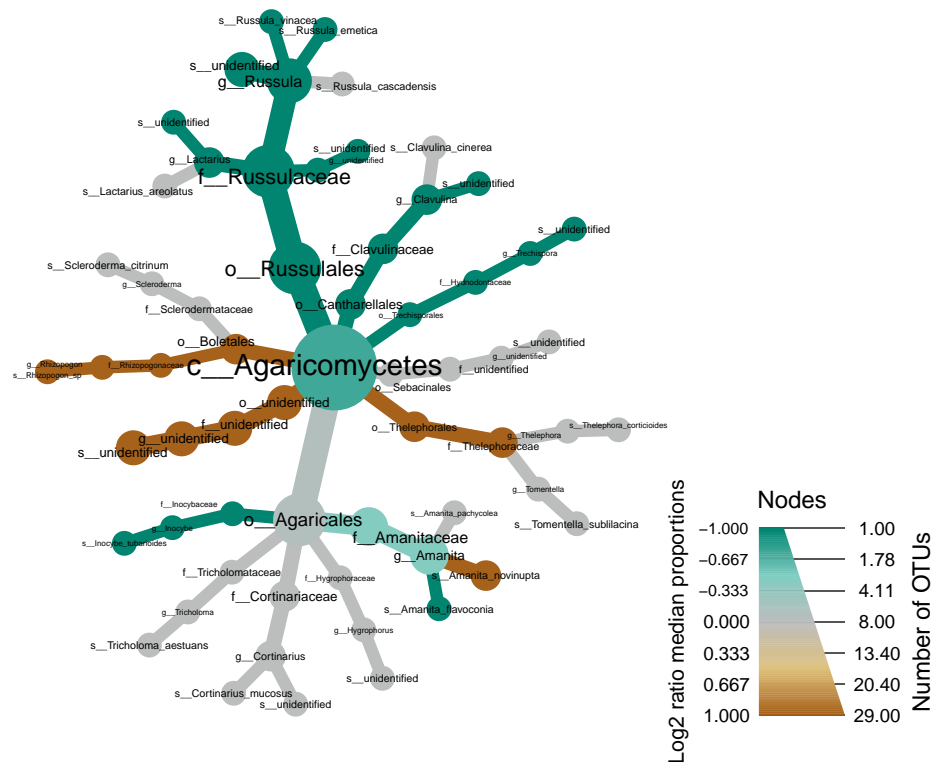 s__Russula_vinacea
s__Russula_emetica
s__unidentified
g__Russula
s__Russula_cascadensis
s__unidentified
s__unidentified
g__Lactarius
g__unidentified
f__Russulaceae
s__Lactarius_areolatus
s__Clavulina_cinerea
s__unidentified
g__Clavulina
s__unidentified
f__Clavulinaceae
g__Trechispora
s__Scleroderma_citrinum
o__Russulales
g__Scleroderma
f__Hydnodontaceae
f__Sclerodermataceae
o__Cantharellales
o__Trechisporales
o__Boletales
s__unidentified
g__unidentified
g__Rhizopogon
f__Rhizopogonaceae
c__Agaricomycetes
f__unidentified
s__Rhizopogon_sp
o__Sebacinales
o__unidentified
f__unidentified
o__Thelephorales
s__Thelephora_corticioides
g__unidentified
g__Thelephora
s__unidentified
f__Thelephoraceae
g__Tomentella
f__Inocybaceae
s__Amanita_pachycolea
o__Agaricales
s__Tomentella_sublilacina
g__Inocybe
f__Amanitaceae
s__Inocybe_tubarioides
g__Amanita
f__Tricholomataceae
f__Hygrophoraceae
s__Amanita_novinupta
f__Cortinariaceae
g__Tricholoma
s__Amanita_flavoconia
g__Hygrophorus
s__Tricholoma_aestuans
g__Cortinarius
s__unidentified
s__Cortinarius_mucosus
s__unidentified
Nodes
Log2 ratio median proportions
Number of OTUs
−1.000 1.00
−0.667 1.78
−0.333 4.11
0.000 8.00
0.333 13.40
0.667 20.40
1.000 29.00